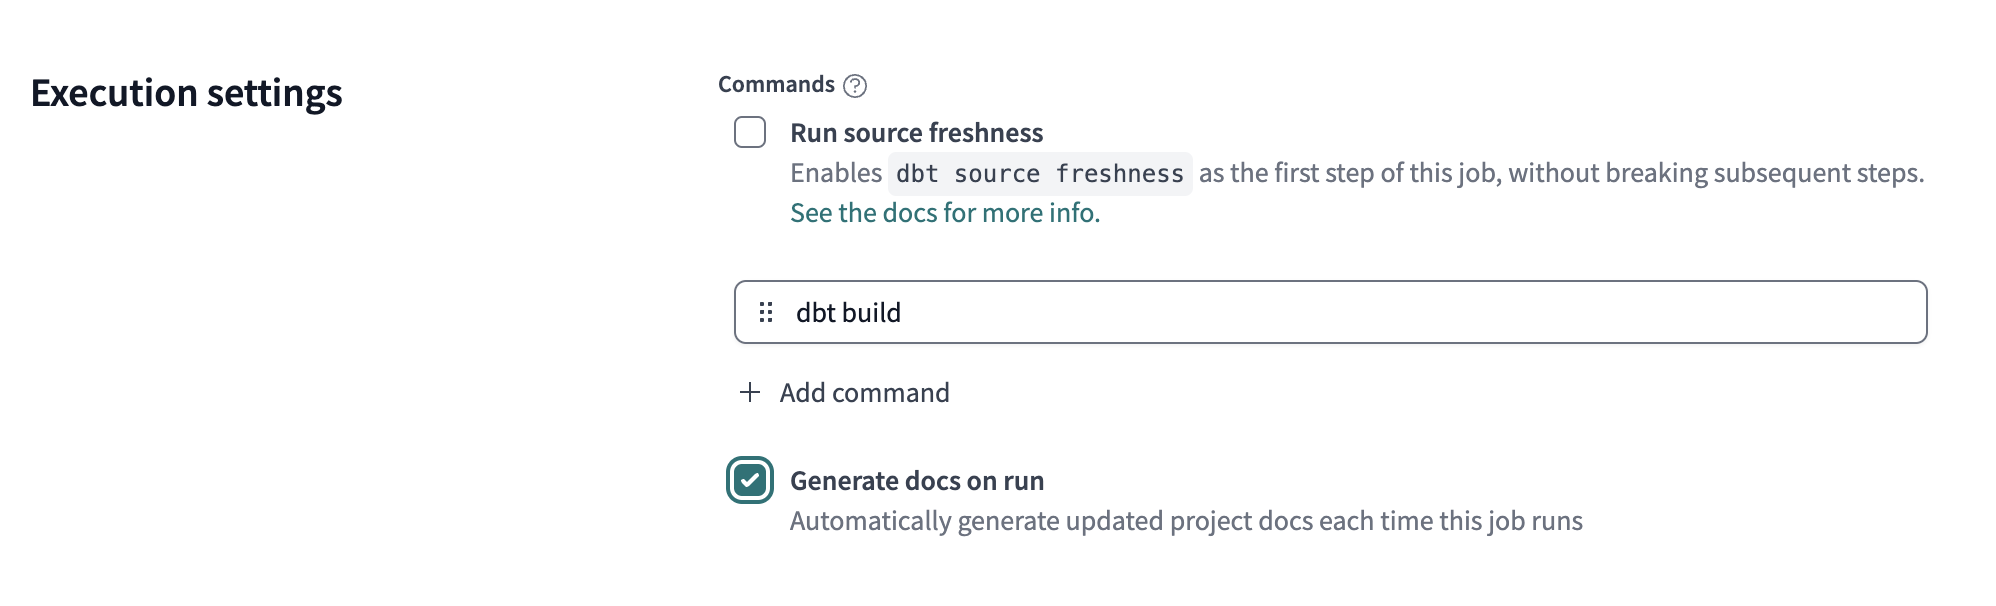 Execution settings
Commands ?
Run source freshness
Enables dbt source freshness as the first step of this job, without breaking subsequent steps.
See the docs for more info.
dbt build
+ Add command
Generate docs on run
Automatically generate updated project docs each time this job runs